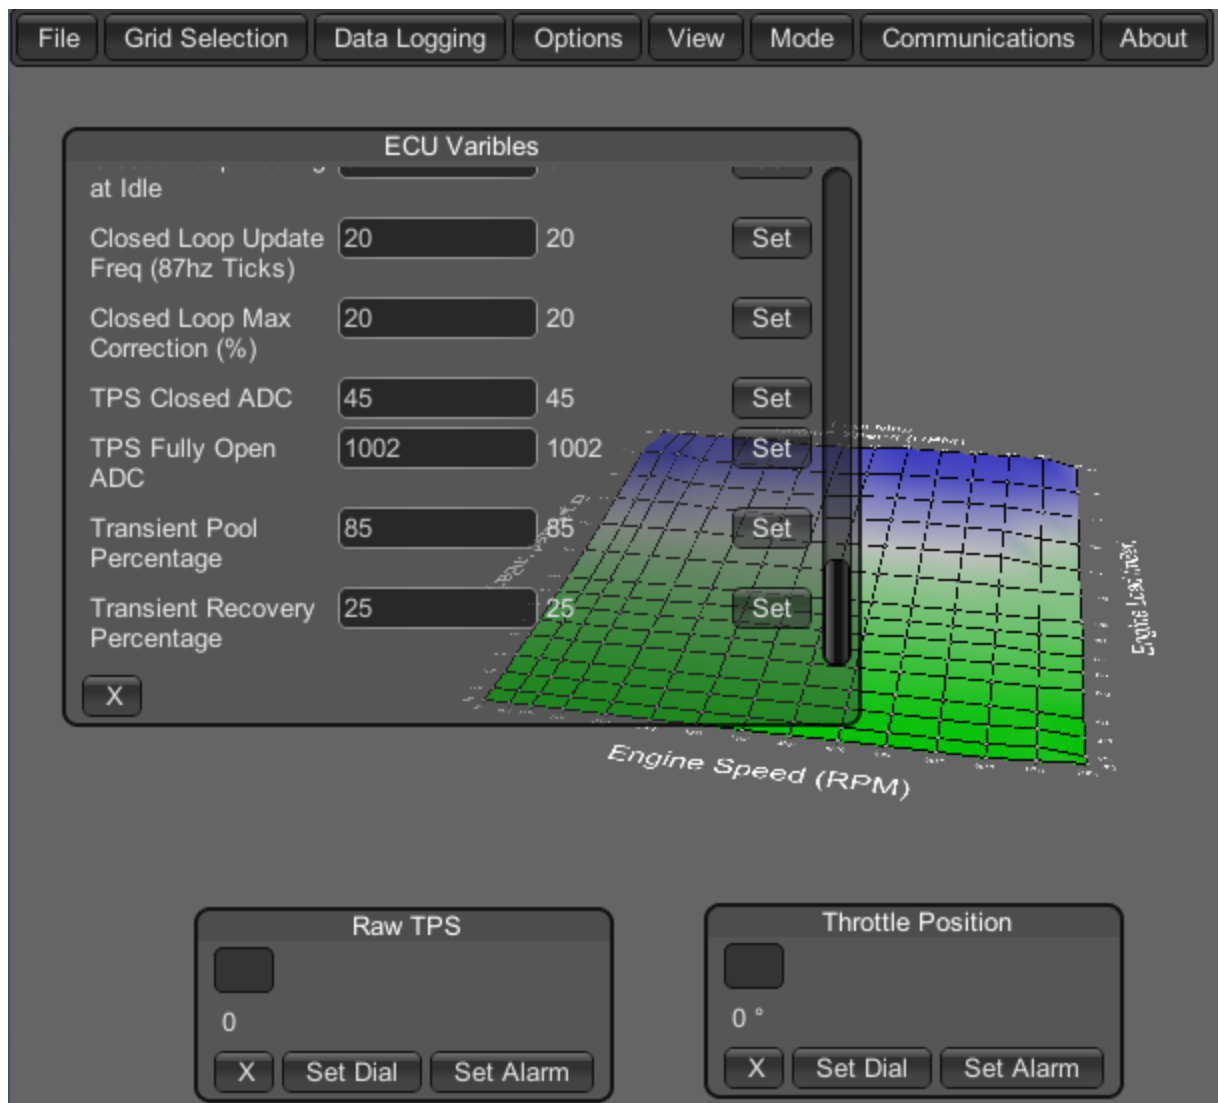 File Grid Selection Data Logging Options View Mode Communications About
ECU Varibles
at Idle
Closed Loop Update 20 20 Set
Freq (87hz Ticks)
Closed Loop Max 20 20 Set
Correction (%)
TPS Closed ADC 45 45 Set
TPS Fully Open 1002 1002 Set
ADC
Transient Pool 85 85 Set
Percentage
Transient Recovery 25 25 Set
Percentage
X
Engine Load Index
Engine Speed (RPM)
Raw TPS
0
X Set Dial Set Alarm
Throttle Position
0 °
X Set Dial Set Alarm